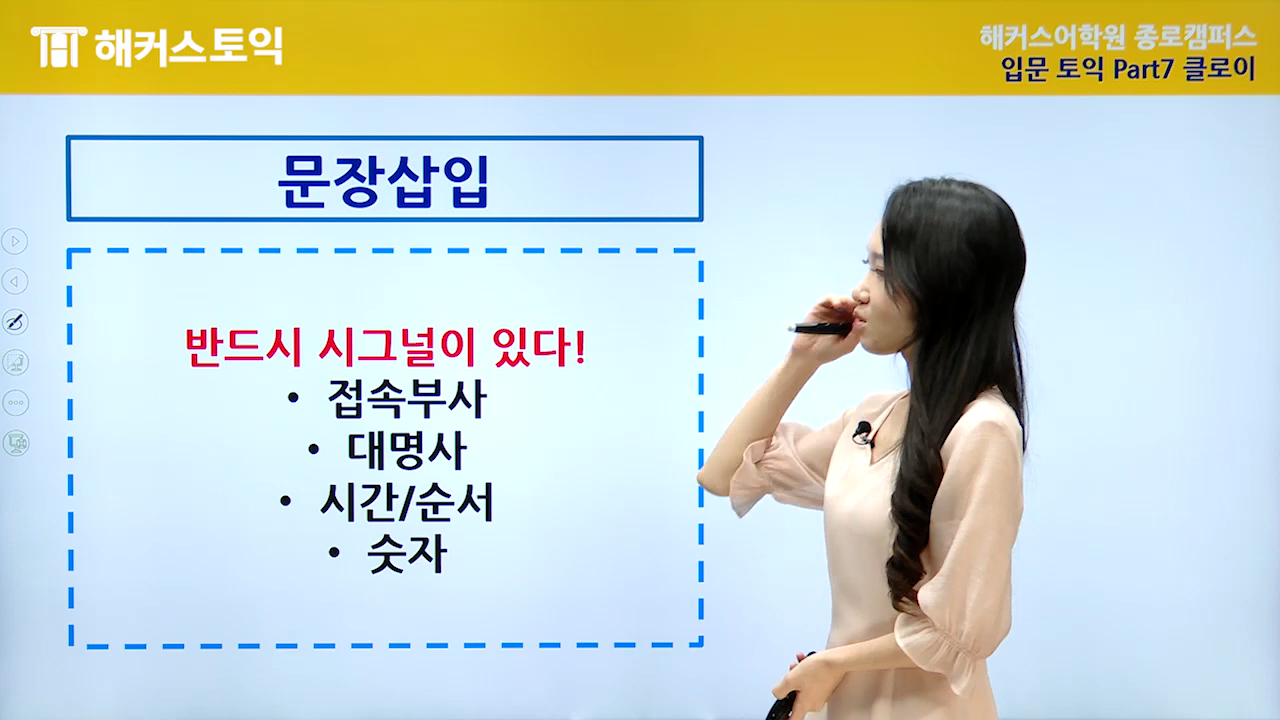 해커스토익
해커스어학원 종로캠퍼스
입문 토익 Part7 클로이
문장삽입
반드시 시그널이 있다!
• 접속부사
• 대명사
• 시간/순서
• 숫자